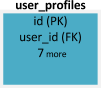 user_profiles
id (PK)
user_id (FK)
7 more